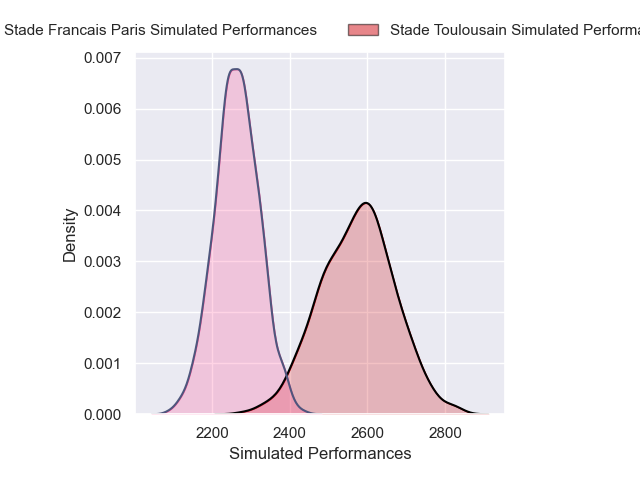 Stade Francais Paris Simulated Performances Stade Toulousain Simulated
0.007
0.006
0.005
0.004
0.003
0.002
0.001
0.000
Density
2200 2400 2600 2800
Simulated Performances